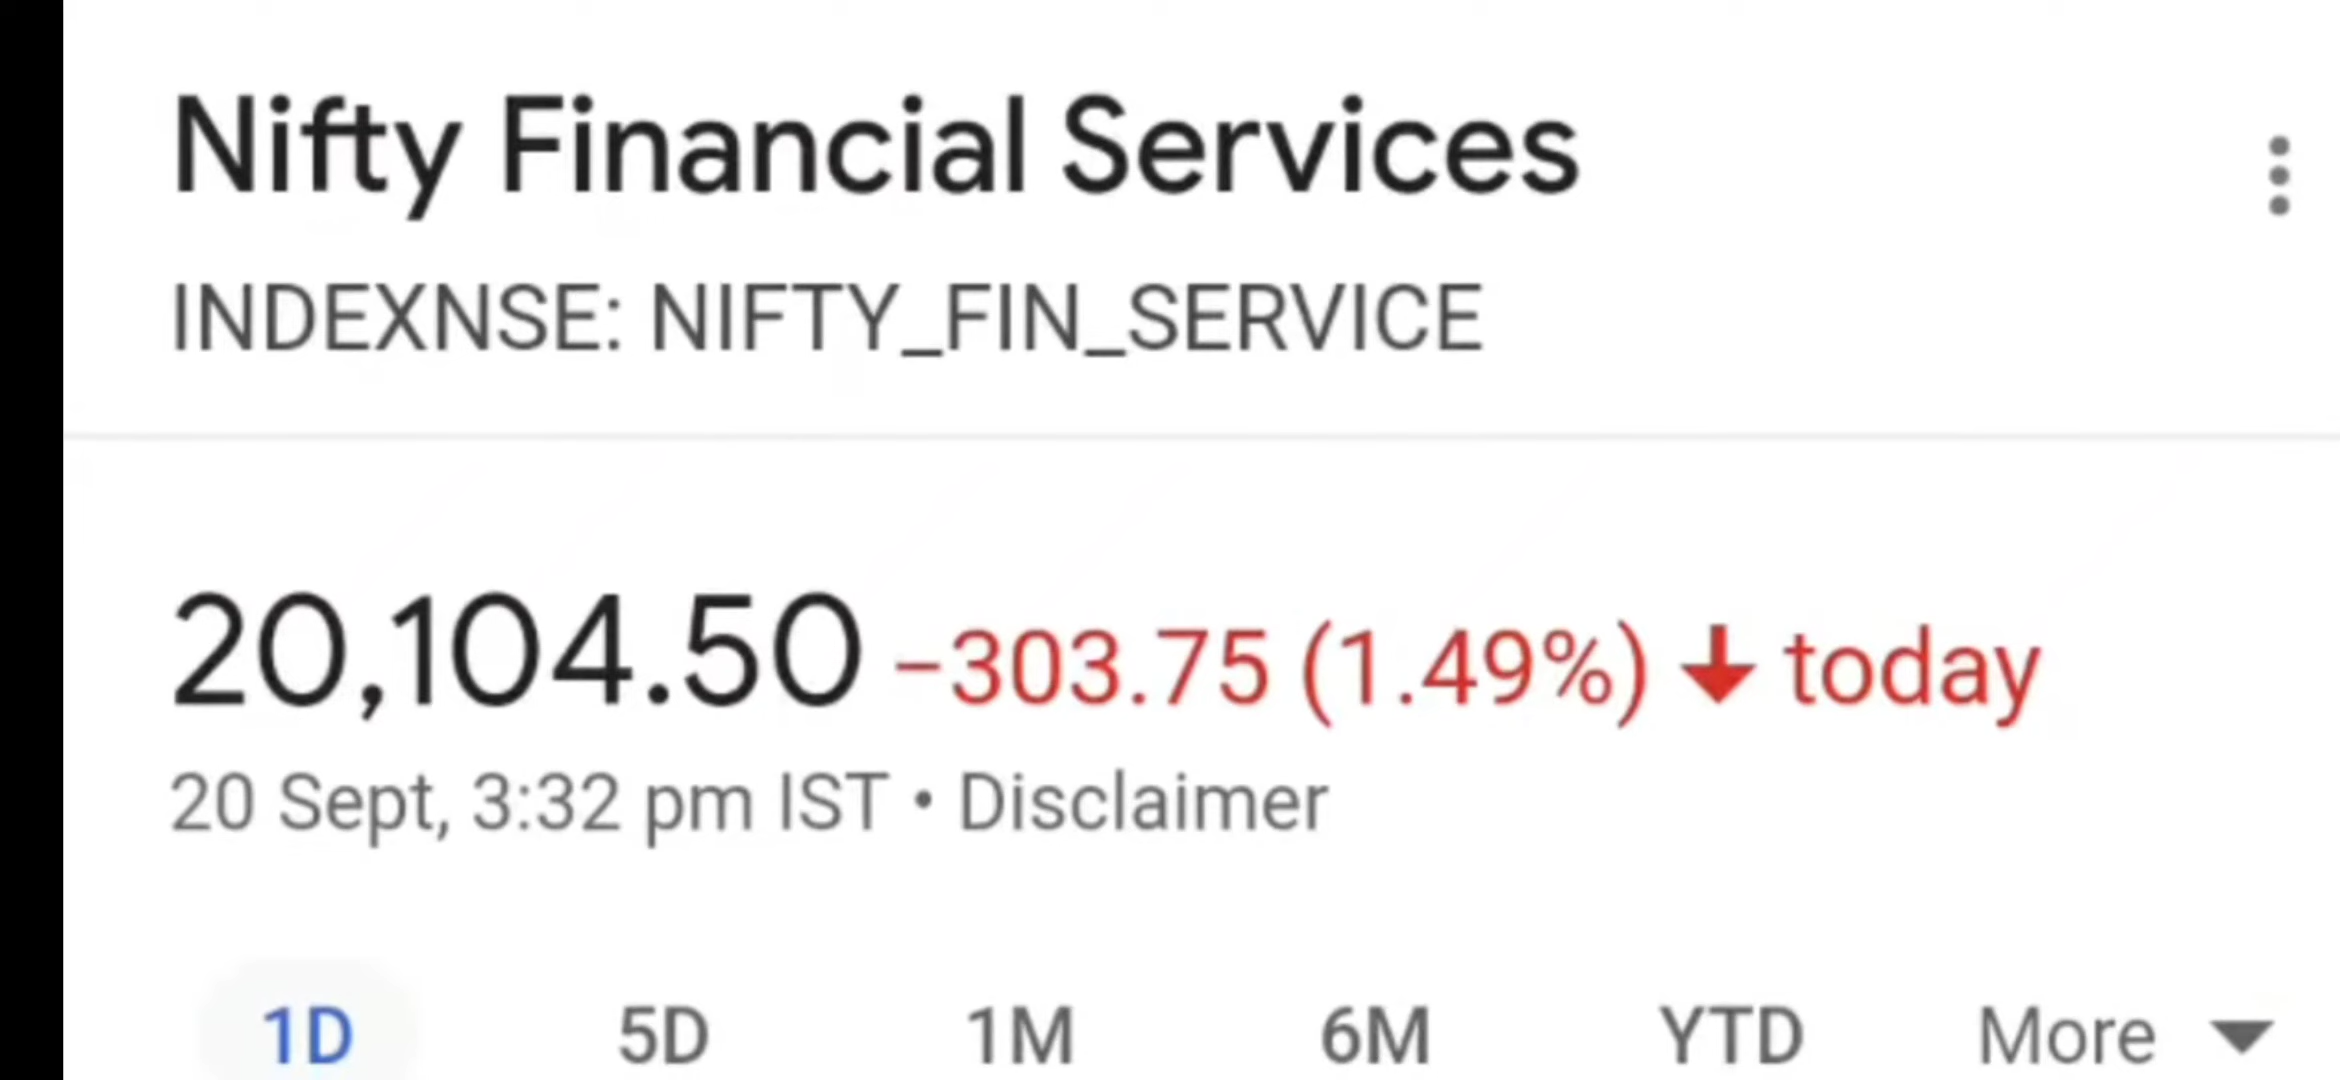 Nifty Financial Services
INDEXNSE: NIFTY_FIN_SERVICE
20,104.50 −303.75 (1.49%) ↓ today
20 Sept, 3:32 pm IST • Disclaimer
1D 5D 1M 6M YTD More